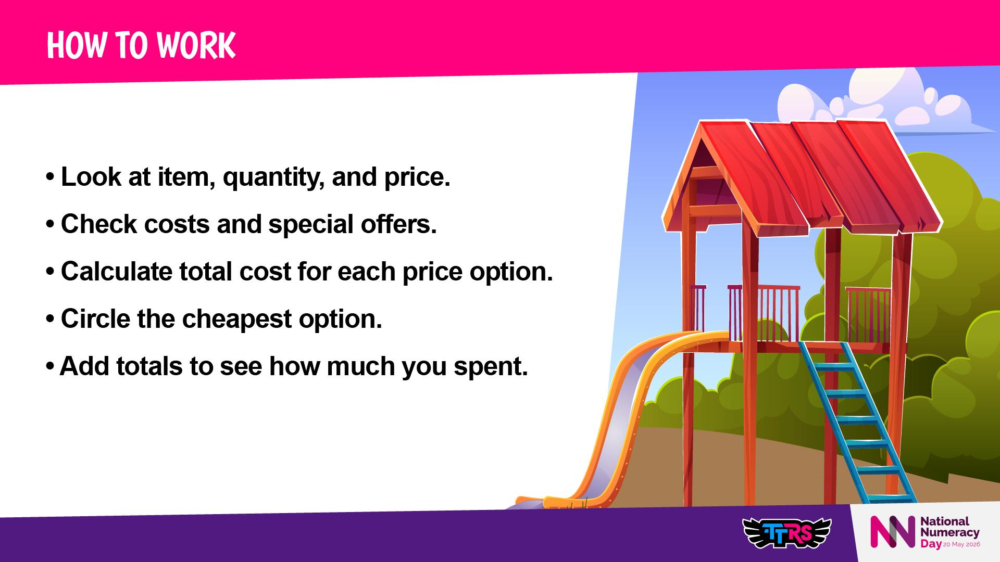 HOW TO WORK
• Look at item, quantity, and price.
• Check costs and special offers.
• Calculate total cost for each price option.
• Circle the cheapest option.
• Add totals to see how much you spent.
TTRS
National
Numeracy
Day 20 May 2026